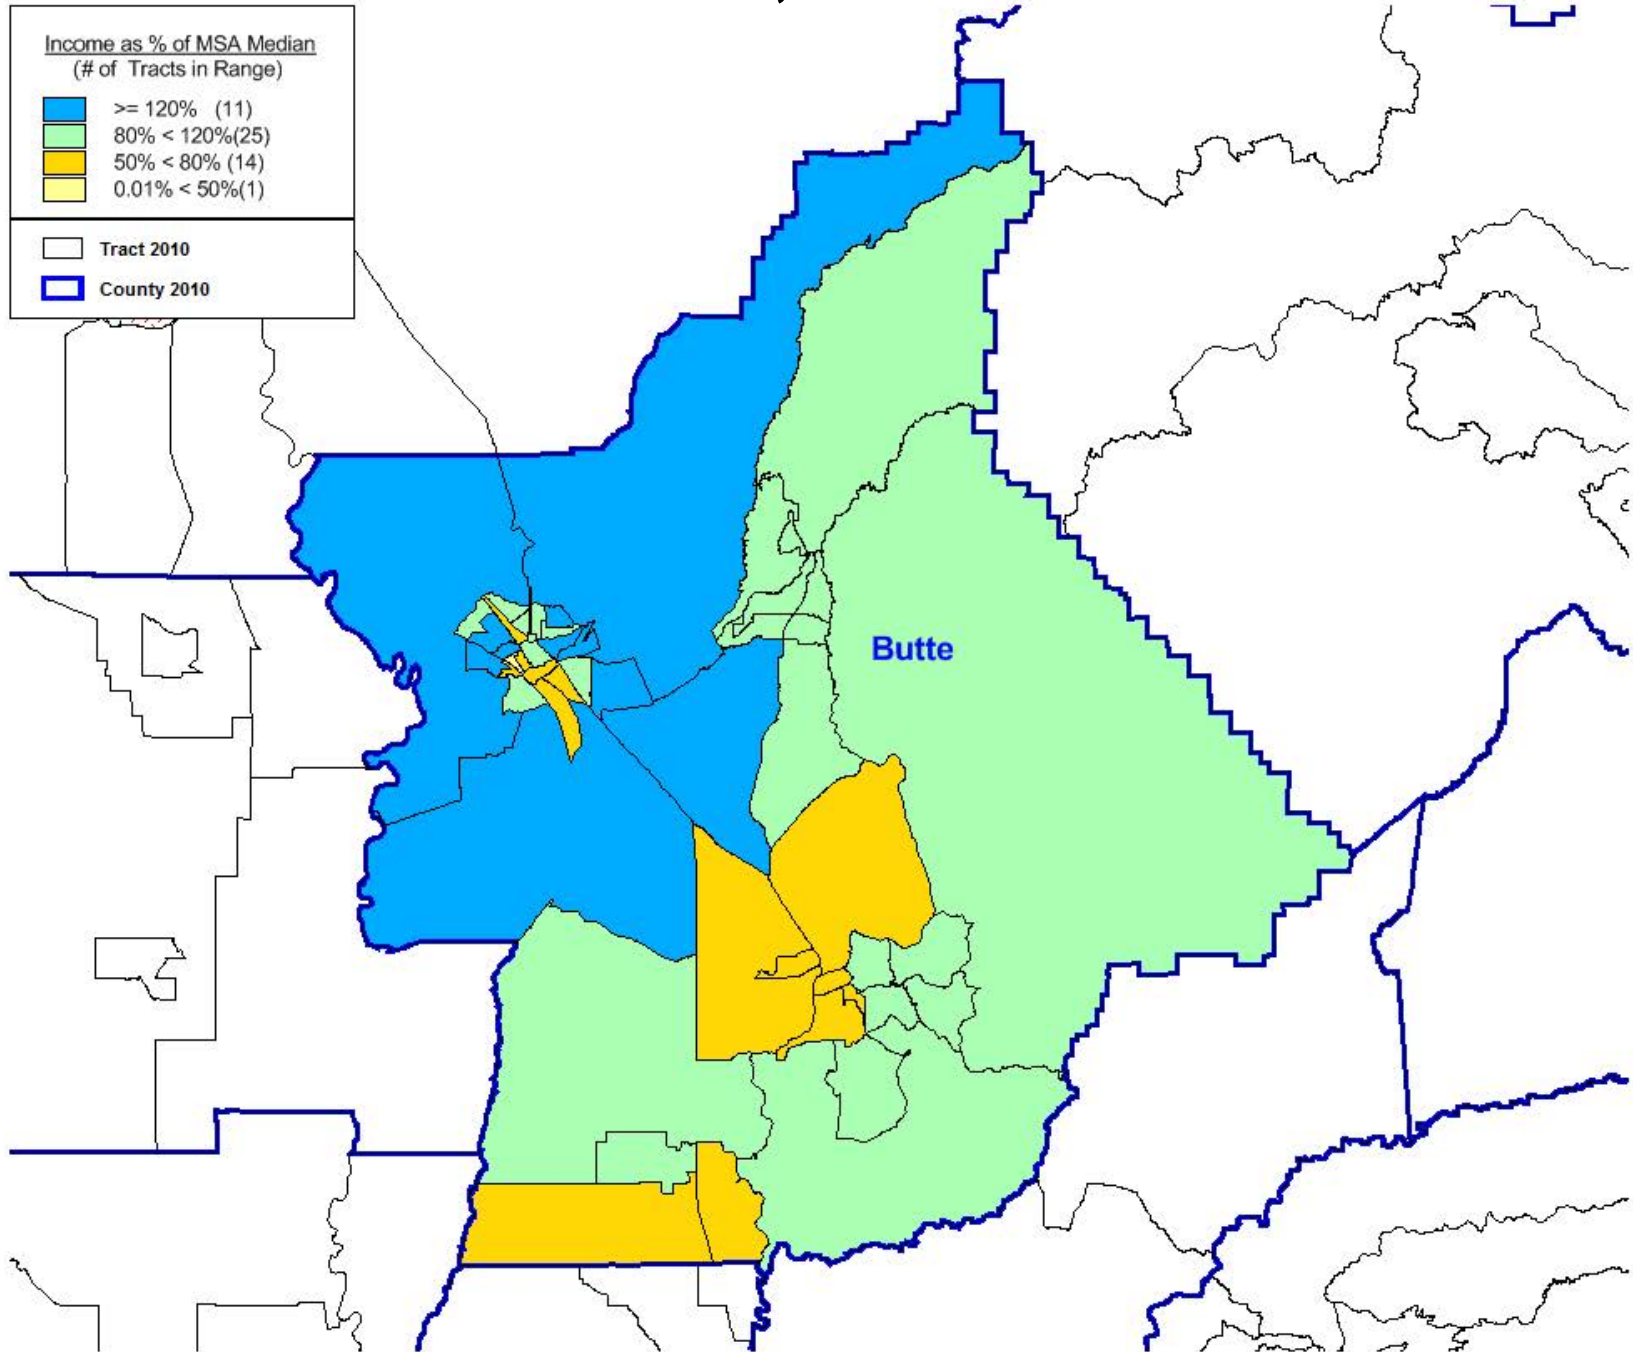 Income as % of MSA Median
(# of Tracts in Range)
>= 120% (11)
80% < 120%(25)
50% < 80% (14)
0.01% < 50%(1)
Tract 2010
County 2010
Butte